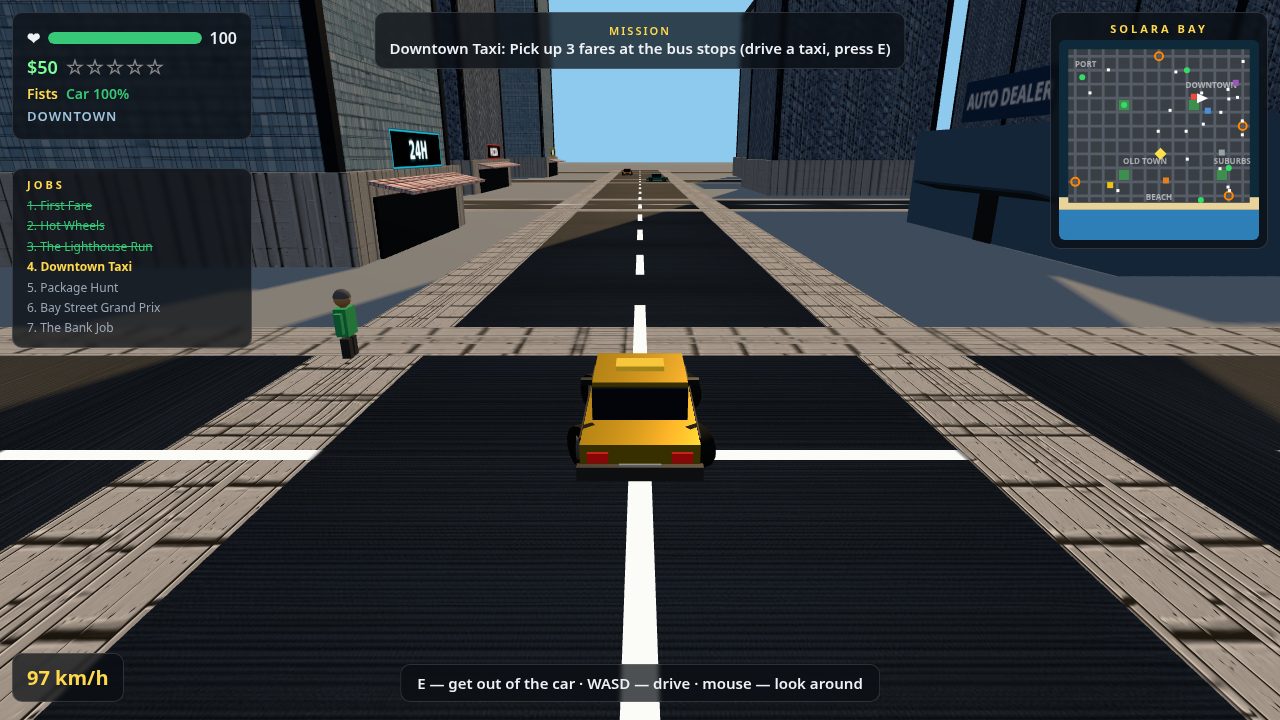 ❤ 100
$50 ☆☆☆☆☆
Fists Car 100%
DOWNTOWN
JOBS
1. First Fare
2. Hot Wheels
3. The Lighthouse Run
4. Downtown Taxi
5. Package Hunt
6. Bay Street Grand Prix
7. The Bank Job
MISSION
Downtown Taxi: Pick up 3 fares at the bus stops (drive a taxi, press E)
24H
AUTO DEALER
SOLARA BAY
PORT
DOWNTOWN
OLD TOWN
SUBURBS
BEACH
97 km/h
E — get out of the car · WASD — drive · mouse — look around